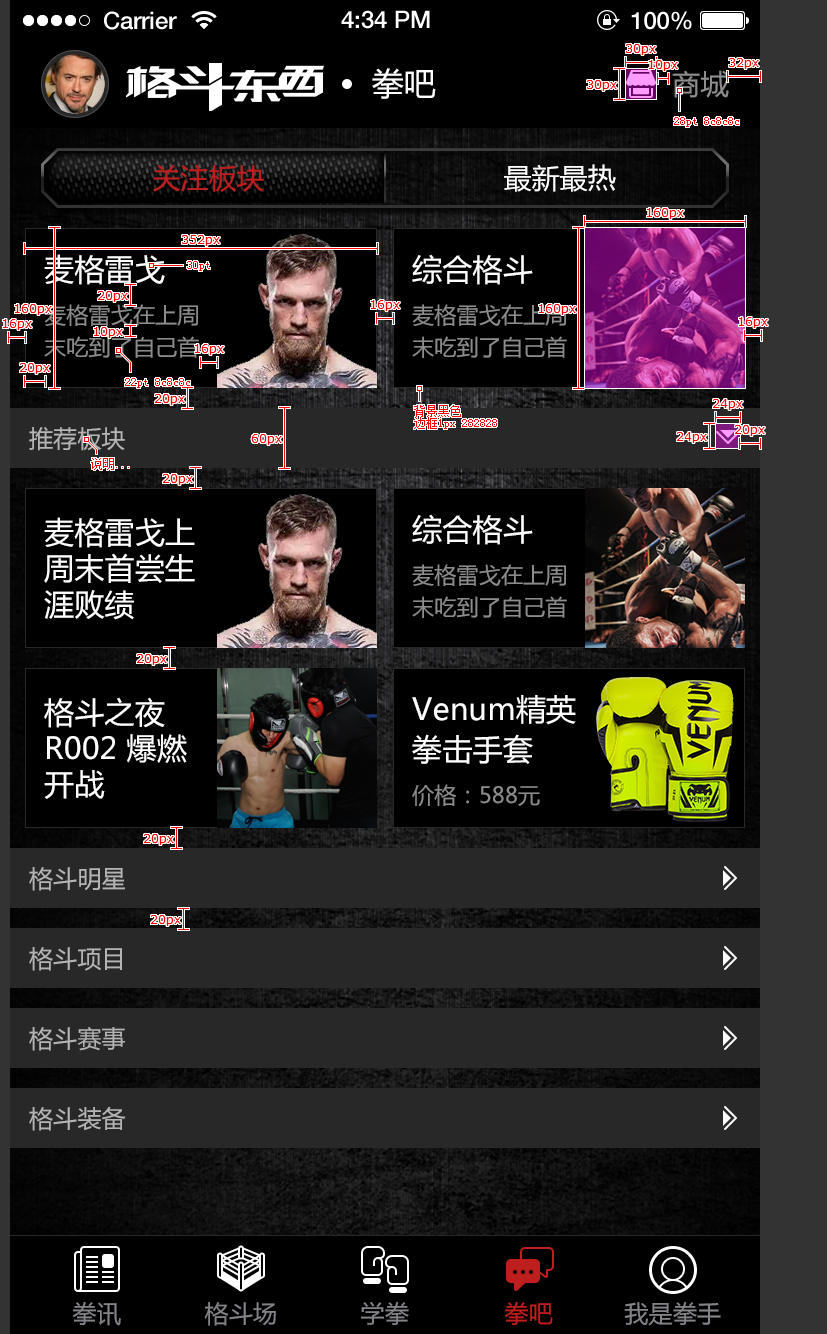 Carrier 4:34 PM 100%
格斗东西 · 拳吧
商城
30px
10px
32px
30px
28pt 8c8c8c
关注板块
最新最热
160px
352px
麦格雷戈
30pt
综合格斗
20px
160px
16px
160px
麦格雷戈在上周
麦格雷戈在上周
16px
10px
16px
末吃到了自己首
末吃到了自己首
16px
20px
22pt 8c8c8c
20px
背景黑色
边框1px 282828
24px
推荐板块
60px
24px
20px
说明...
20px
麦格雷戈上
周末首尝生
涯败绩
综合格斗
麦格雷戈在上周
末吃到了自己首
20px
格斗之夜
R002 爆燃
开战
Venum精英
拳击手套
价格：588元
VENUM
VENUM
20px
格斗明星
20px
格斗项目
格斗赛事
格斗装备
拳讯
格斗场
学拳
拳吧
我是拳手